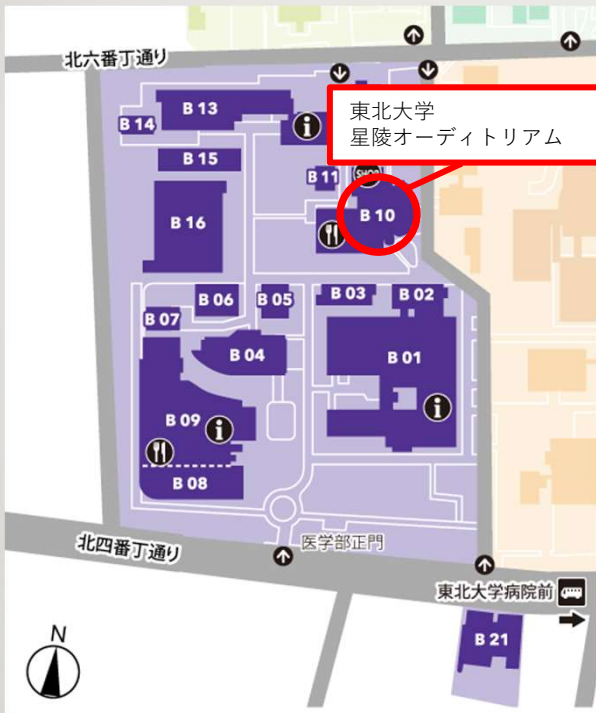 北六番丁通り
東北大学
星陵オーディトリアム
B 13
B 14
i
B 15
B 11
SHOP
B 16
B 10
B 06
B 05
B 03
B 02
B 07
B 04
B 01
B 09
i
i
B 08
北四番丁通り
医学部正門
東北大学病院前
B 21
N